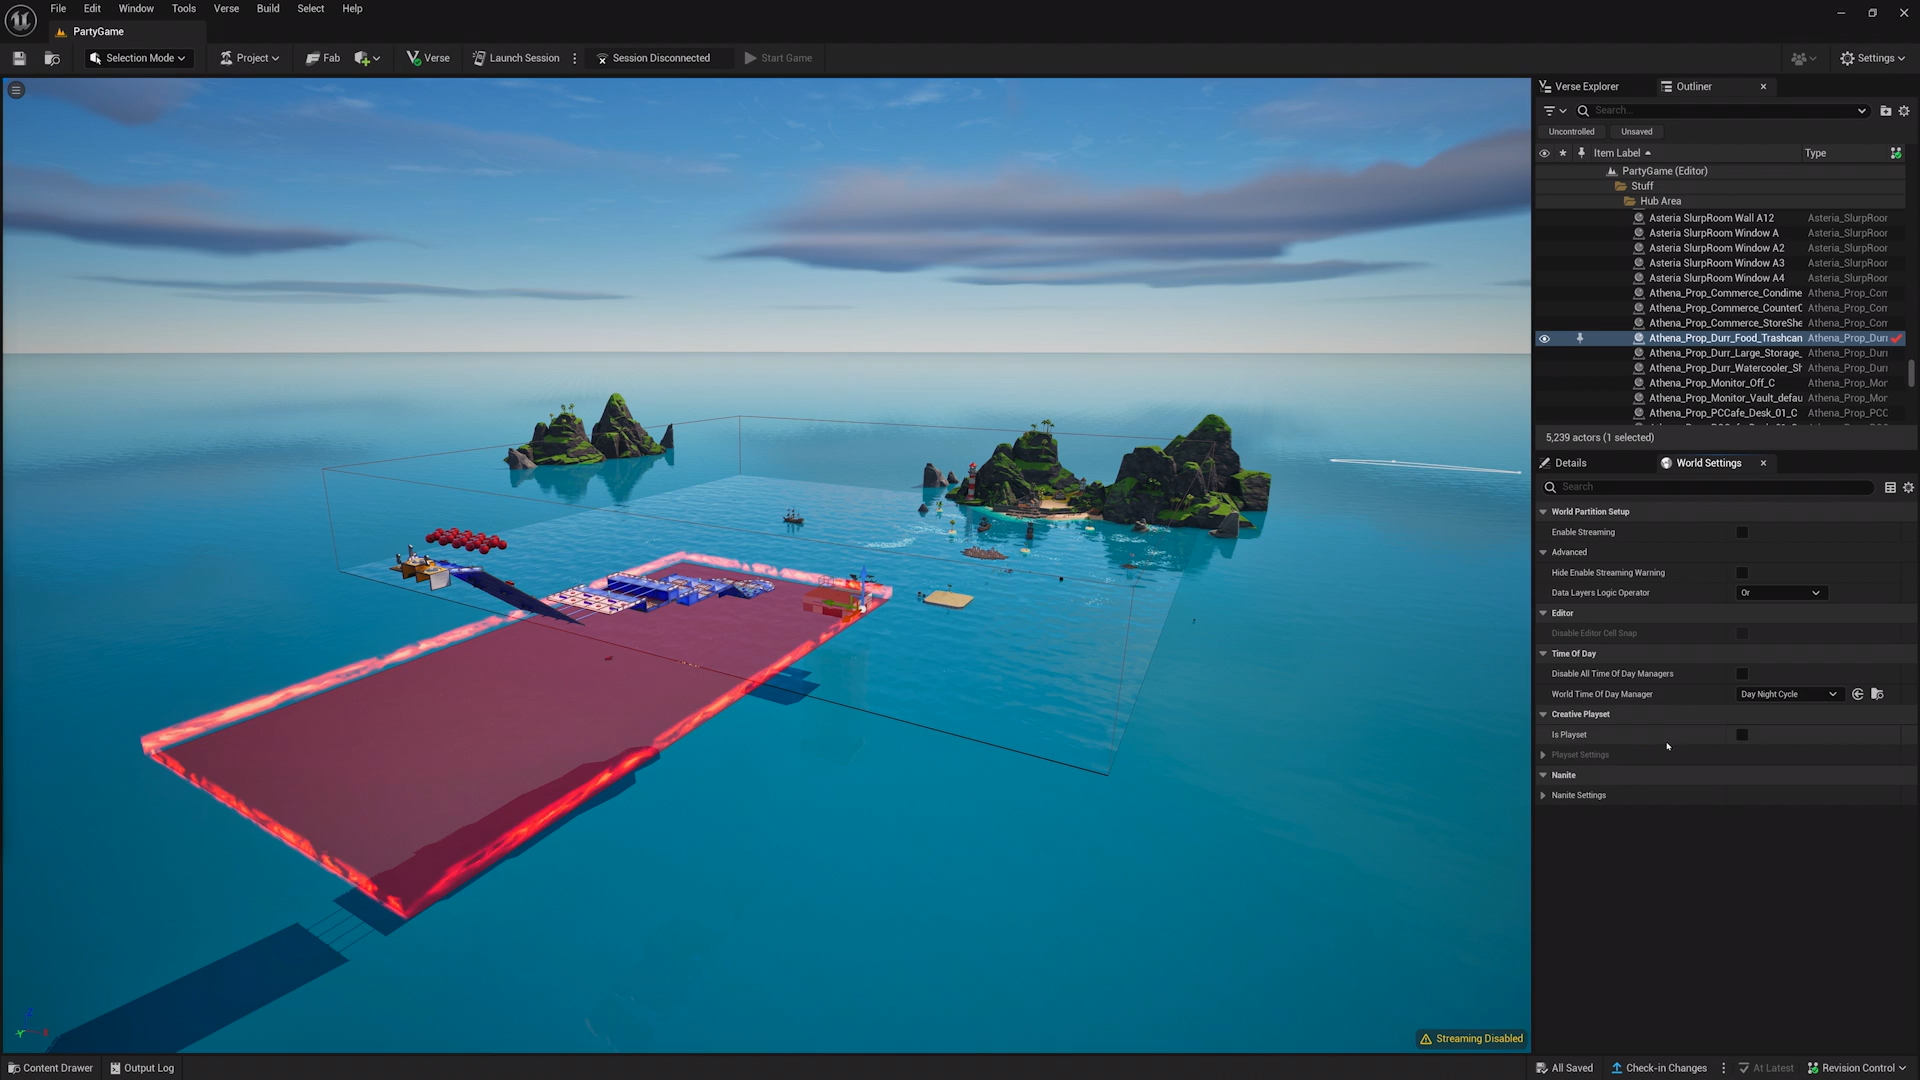 File Edit Window Tools Verse Build Select Help
PartyGame
Selection Mode Project Fab Verse Launch Session Session Disconnected Start Game Settings
Verse Explorer Outliner
Search...
Uncontrolled Unsaved
Item Label Type
PartyGame (Editor)
Stuff
Hub Area
Asteria SlurpRoom Wall A12 Asteria_SlurpRoor
Asteria SlurpRoom Window A Asteria_SlurpRoor
Asteria SlurpRoom Window A2 Asteria_SlurpRoor
Asteria SlurpRoom Window A3 Asteria_SlurpRoor
Asteria SlurpRoom Window A4 Asteria_SlurpRoor
Athena_Prop_Commerce_Condime Athena_Prop_Com
Athena_Prop_Commerce_CounterC Athena_Prop_Com
Athena_Prop_Commerce_StoreShe Athena_Prop_Com
Athena_Prop_Durr_Food_Trashcan Athena_Prop_Durr
Athena_Prop_Durr_Large_Storage_ Athena_Prop_Durr
Athena_Prop_Durr_Watercooler_Sh Athena_Prop_Durr
Athena_Prop_Monitor_Off_C Athena_Prop_Mor
Athena_Prop_Monitor_Vault_defau Athena_Prop_Mor
Athena_Prop_PCCafe_Desk_01_C Athena_Prop_PCC
5,239 actors (1 selected)
Details World Settings
Search
World Partition Setup
Enable Streaming
Advanced
Hide Enable Streaming Warning
Data Layers Logic Operator Or
Editor
Disable Editor Cell Snap
Time Of Day
Disable All Time Of Day Managers
World Time Of Day Manager Day Night Cycle
Creative Playset
Is Playset
Playset Settings
Nanite
Nanite Settings
Streaming Disabled
Content Drawer Output Log All Saved Check-in Changes At Latest Revision Control